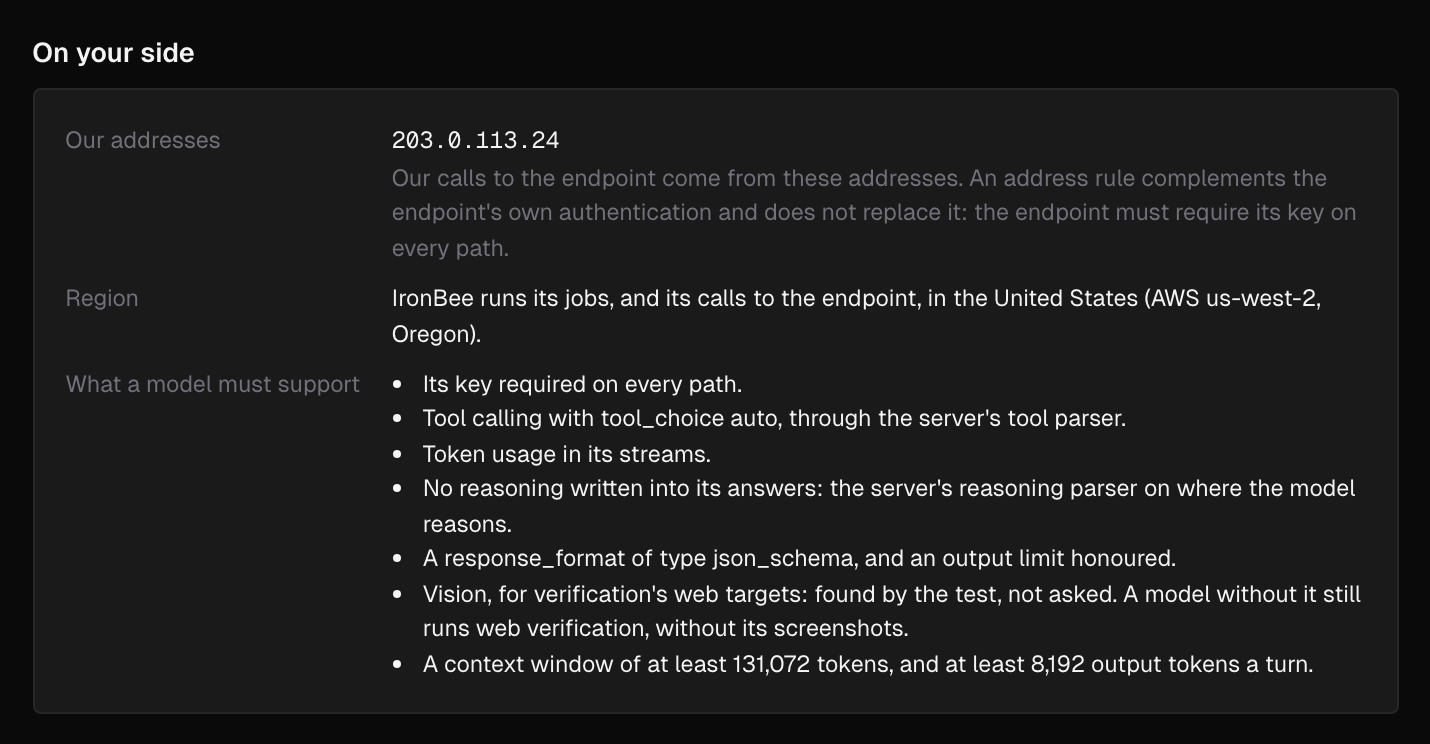 On your side
Our addresses
203.0.113.24
Our calls to the endpoint come from these addresses. An address rule complements the
endpoint's own authentication and does not replace it: the endpoint must require its key on
every path.
Region
IronBee runs its jobs, and its calls to the endpoint, in the United States (AWS us-west-2,
Oregon).
What a model must support
• Its key required on every path.
• Tool calling with tool_choice auto, through the server's tool parser.
• Token usage in its streams.
• No reasoning written into its answers: the server's reasoning parser on where the model
reasons.
• A response_format of type json_schema, and an output limit honoured.
• Vision, for verification's web targets: found by the test, not asked. A model without it still
runs web verification, without its screenshots.
• A context window of at least 131,072 tokens, and at least 8,192 output tokens a turn.